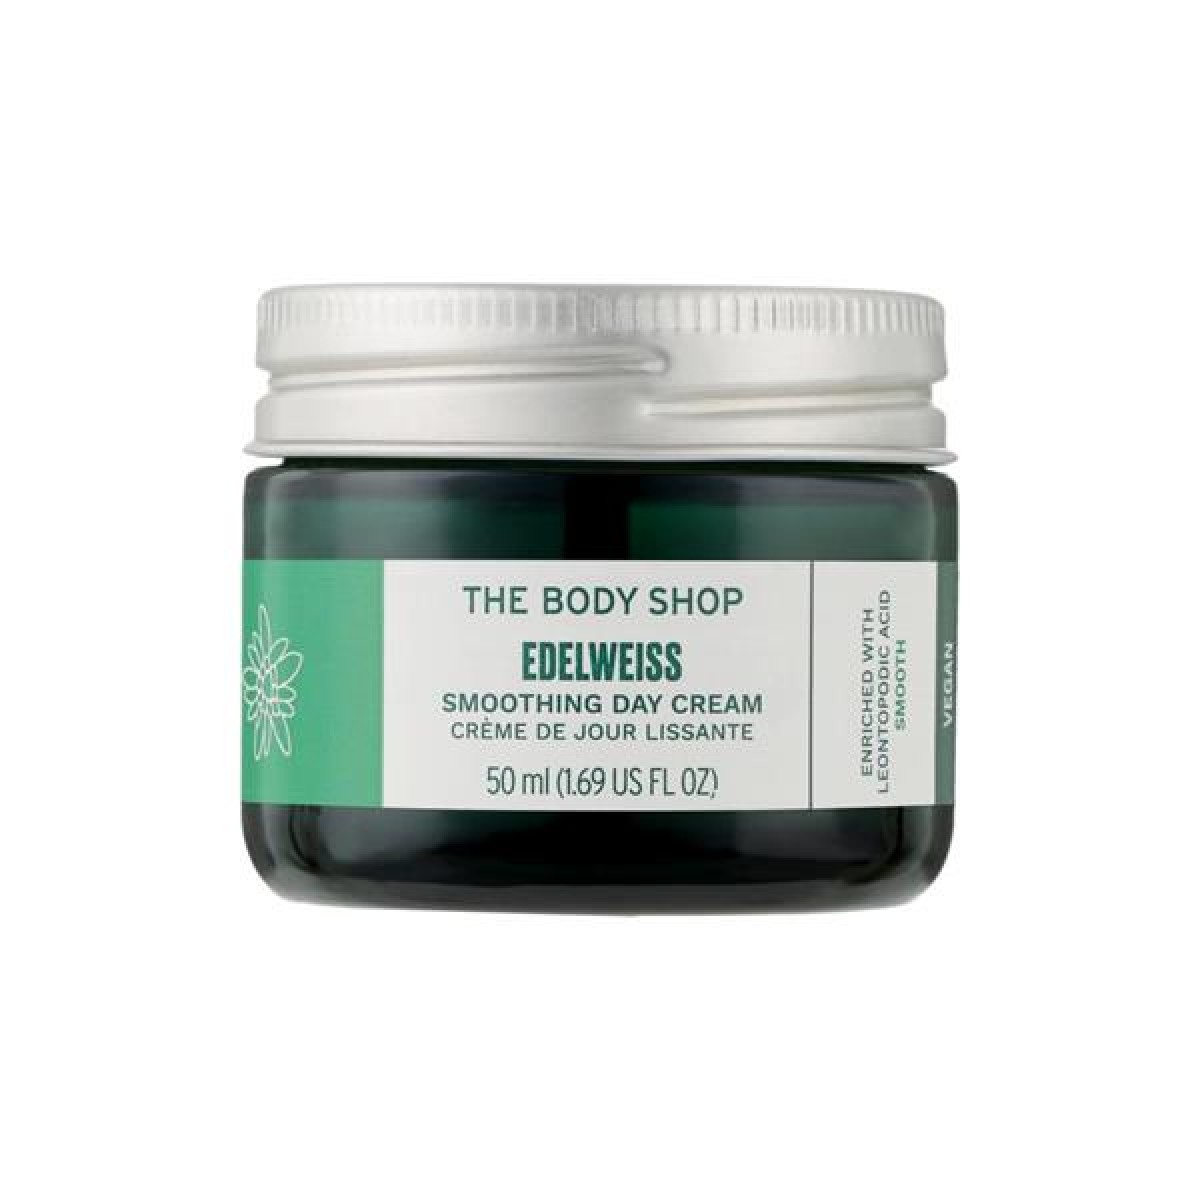 THE BODY SHOP
EDELWEISS
SMOOTHING DAY CREAM
CRÈME DE JOUR LISSANTE
50 ml (1.69 US FL OZ)
ENRICHED WITH
LEONTOPODIC ACID
SMOOTH
VEGAN